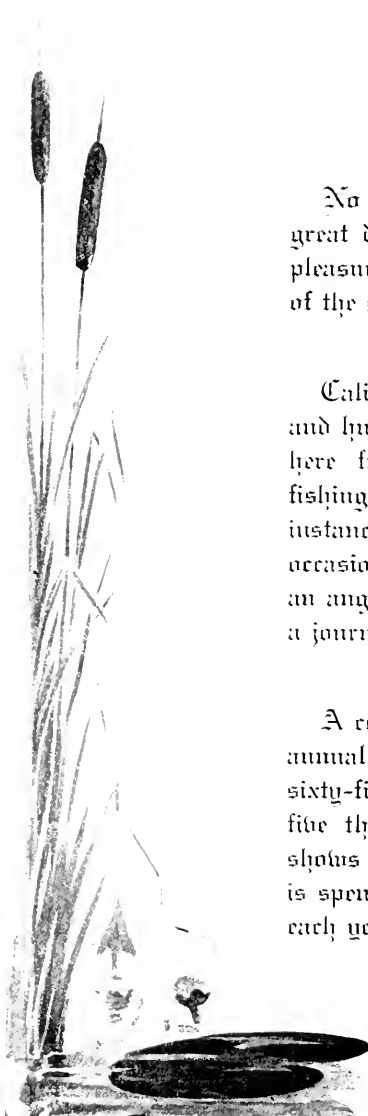 No
great d
pleasur
of the s
Cali
and hu
here f
fishing
instanc
occasio
an ang
a journ
A co
annual
sixty-fi
five th
shows
is spen
each ye